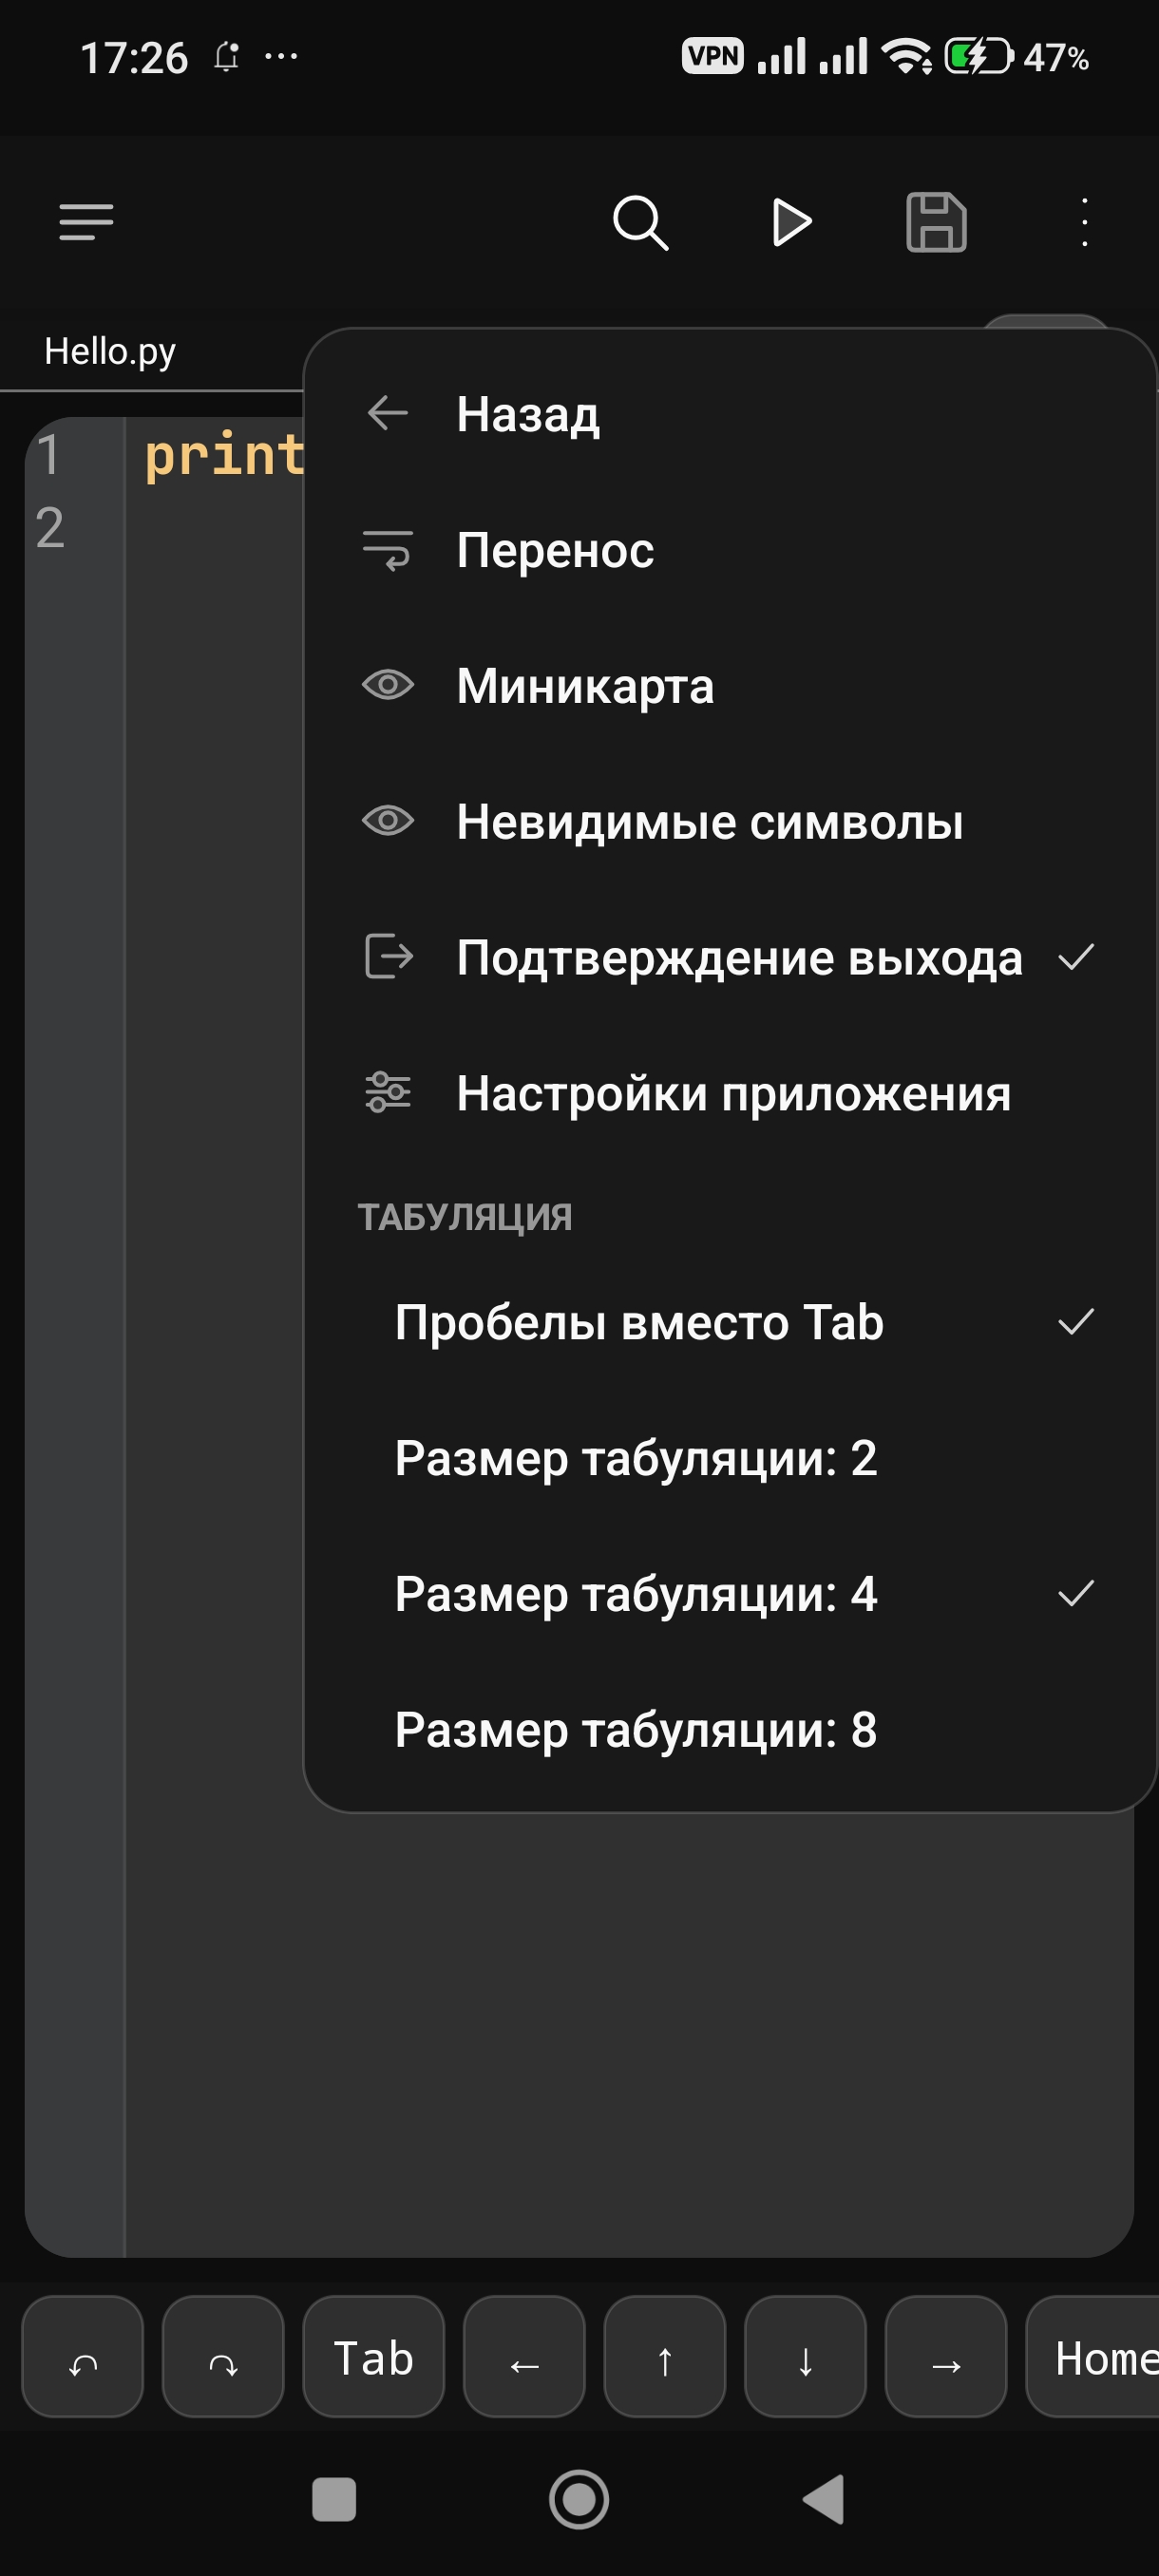 17:26 VPN 47%
Hello.py
1 print
2
Назад
Перенос
Миникарта
Невидимые символы
Подтверждение выхода
Настройки приложения
ТАБУЛЯЦИЯ
Пробелы вместо Tab
Размер табуляции: 2
Размер табуляции: 4
Размер табуляции: 8
Tab ← ↑ ↓ → Home